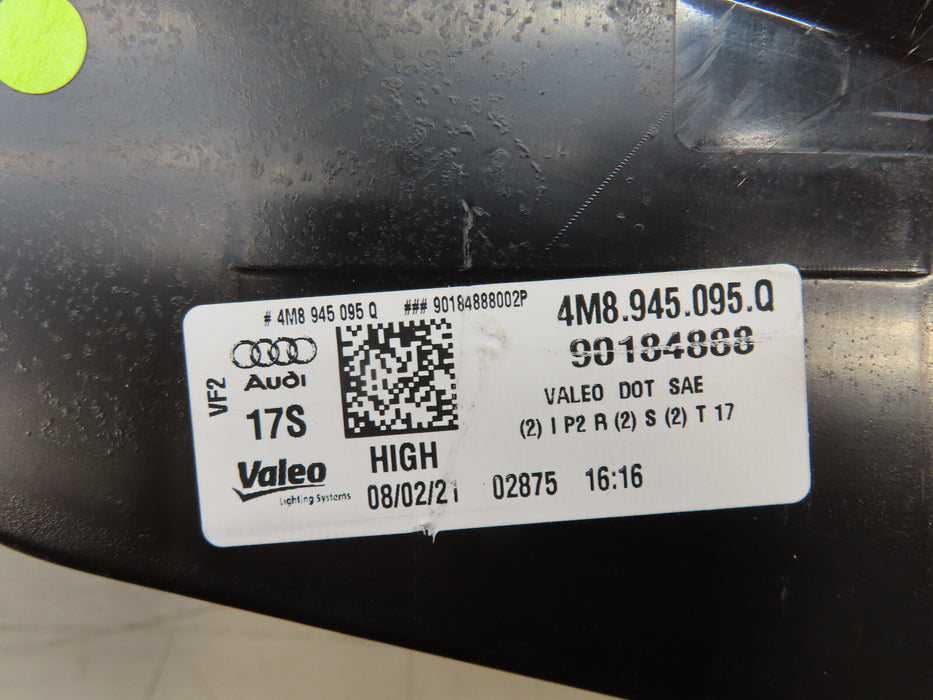 # 4M8 945 095 Q ### 90184888002P
4M8.945.095.Q
90184888
VF2
Audi
17S
VALEO DOT SAE
(2) I P2 R (2) S (2) T 17
Valeo
Lighting Systems
HIGH
08/02/21 02875 16:16